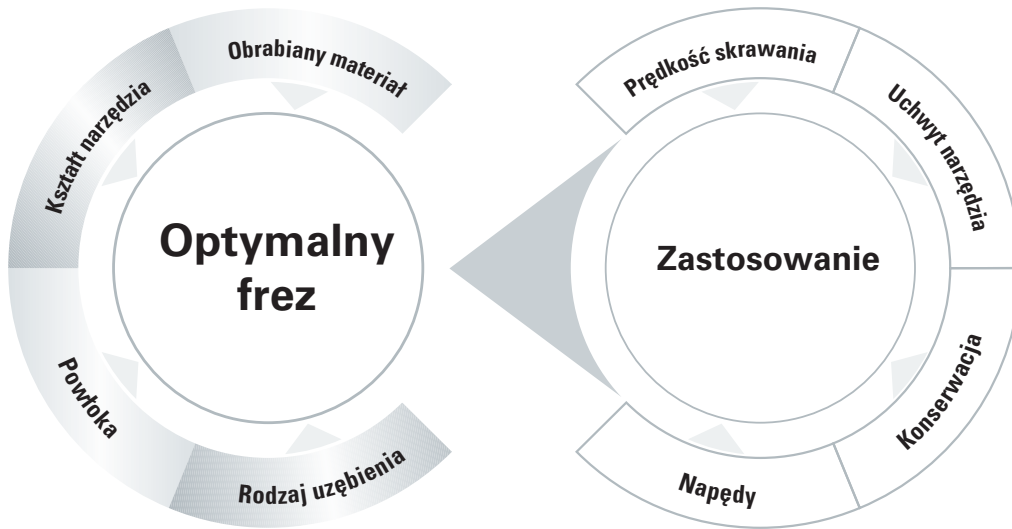 Obrabiany materiał
Kształt narzędzia
Optymalny
frez
Powłoka
Rodzaj uzębienia
Prędkość skrawania
Uchwyt narzędzia
Zastosowanie
Konserwacja
Napędy